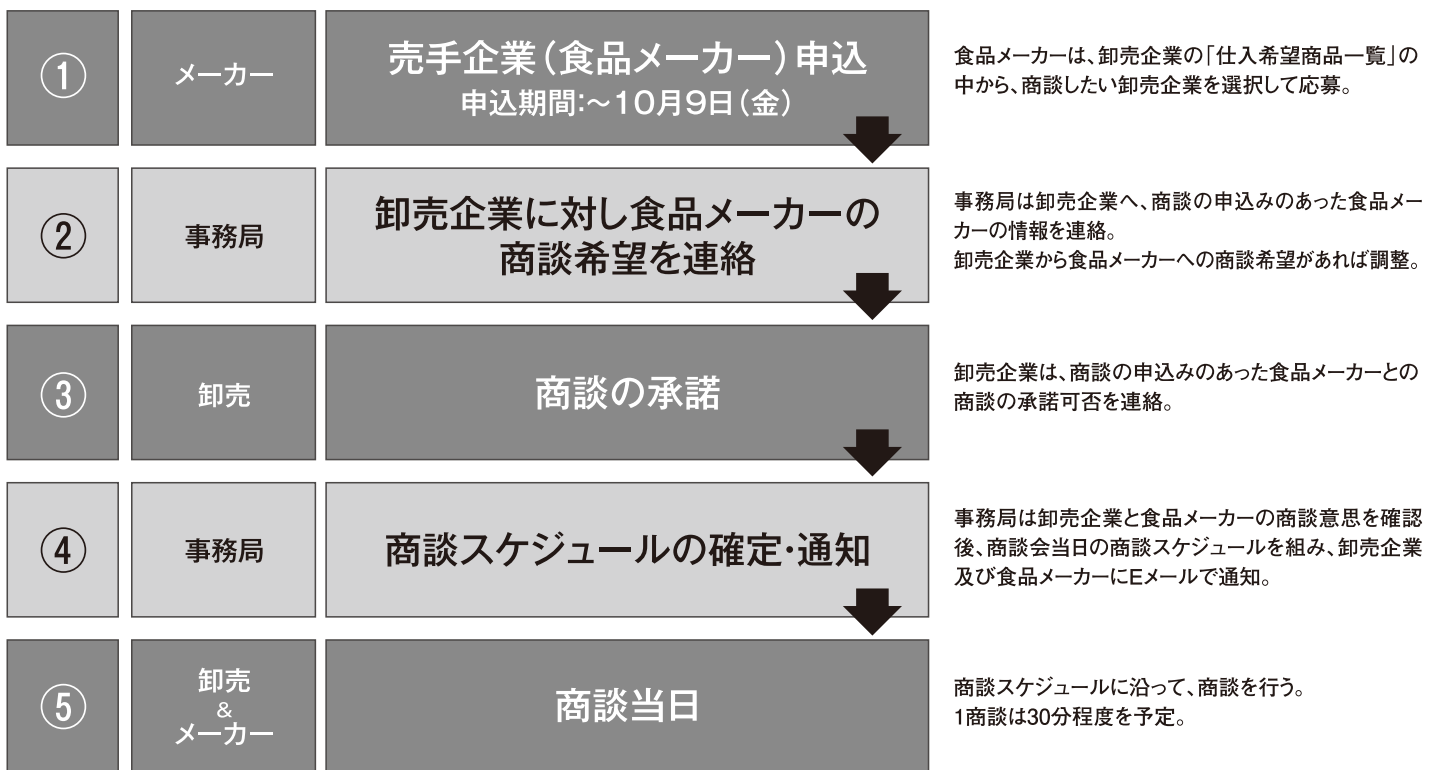 ①
メーカー
売手企業（食品メーカー）申込
申込期間：～10月9日（金）
食品メーカーは、卸売企業の「仕入希望商品一覧」の
中から、商談したい卸売企業を選択して応募。
②
事務局
卸売企業に対し食品メーカーの
商談希望を連絡
事務局は卸売企業へ、商談の申込みのあった食品メー
カーの情報を連絡。
卸売企業から食品メーカーへの商談希望があれば調整。
③
卸売
商談の承諾
卸売企業は、商談の申込みのあった食品メーカーとの
商談の承諾可否を連絡。
④
事務局
商談スケジュールの確定・通知
事務局は卸売企業と食品メーカーの商談意思を確認
後、商談会当日の商談スケジュールを組み、卸売企業
及び食品メーカーにEメールで通知。
⑤
卸売
&
メーカー
商談当日
商談スケジュールに沿って、商談を行う。
1商談は30分程度を予定。